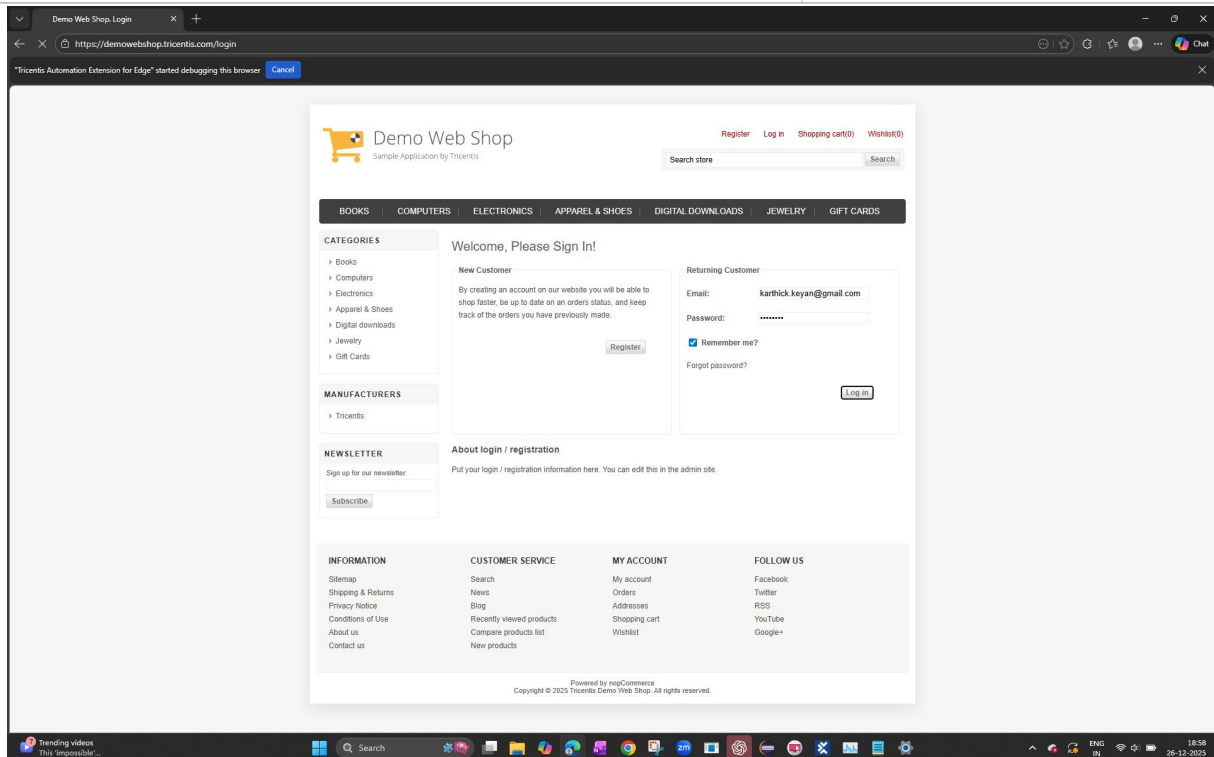 Demo Web Shop. Login
https://demowebshop.tricentis.com/login
Chat
"Tricentis Automation Extension for Edge" started debugging this browser Cancel
Demo Web Shop
Sample Application by Tricentis
Register Log in Shopping cart(0) Wishlist(0)
Search store Search
BOOKS | COMPUTERS | ELECTRONICS | APPAREL & SHOES | DIGITAL DOWNLOADS | JEWELRY | GIFT CARDS
CATEGORIES
Books
Computers
Electronics
Apparel & Shoes
Digital downloads
Jewelry
Gift Cards
MANUFACTURERS
Tricentis
NEWSLETTER
Sign up for our newsletter:
Subscribe
Welcome, Please Sign In!
New Customer
By creating an account on our website you will be able to
shop faster, be up to date on an orders status, and keep
track of the orders you have previously made.
Register
Returning Customer
Email: karthick.keyan@gmail.com
Password: ••••••••
Remember me?
Forgot password?
Log in
About login / registration
Put your login / registration information here. You can edit this in the admin site.
INFORMATION
Sitemap
Shipping & Returns
Privacy Notice
Conditions of Use
About us
Contact us
CUSTOMER SERVICE
Search
News
Blog
Recently viewed products
Compare products list
New products
MY ACCOUNT
My account
Orders
Addresses
Shopping cart
Wishlist
FOLLOW US
Facebook
Twitter
RSS
YouTube
Google+
Powered by nopCommerce
Copyright © 2025 Tricentis Demo Web Shop. All rights reserved.
Trending videos
This 'impossible'...
Search
zm
ENG
IN
18:58
26-12-2025